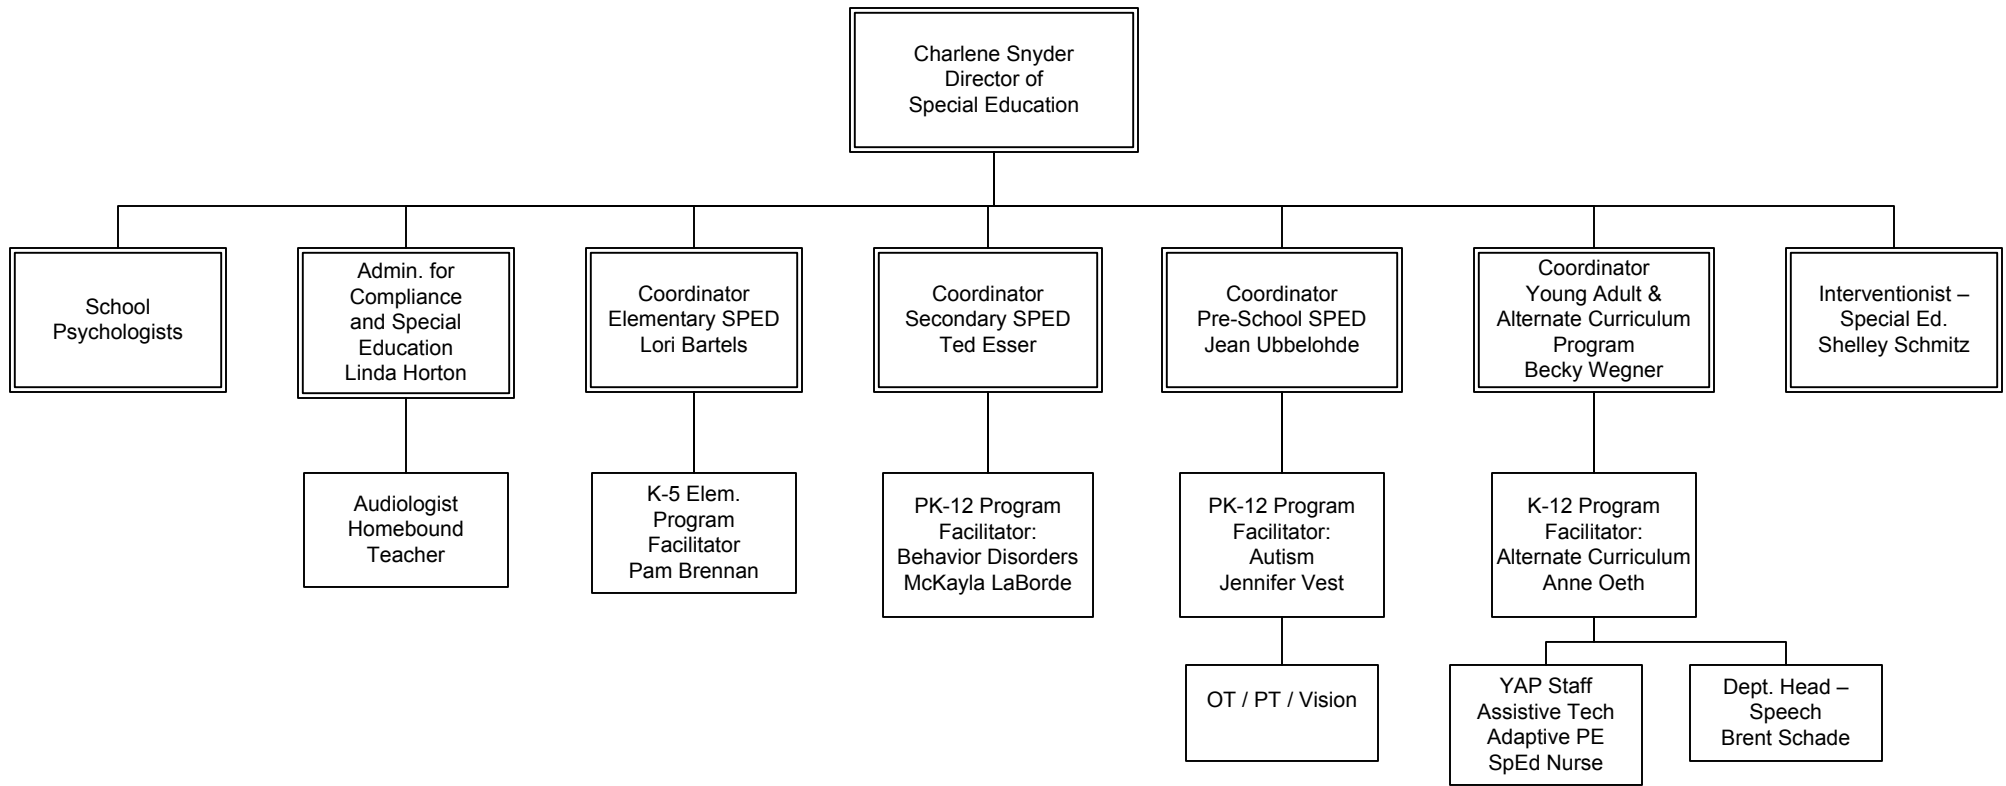 Charlene Snyder
Director of
Special Education
School
Psychologists
Admin. for
Compliance
and Special
Education
Linda Horton
Coordinator
Elementary SPED
Lori Bartels
Coordinator
Secondary SPED
Ted Esser
Coordinator
Pre-School SPED
Jean Ubbelohde
Coordinator
Young Adult &
Alternate Curriculum
Program
Becky Wegner
Interventionist –
Special Ed.
Shelley Schmitz
Audiologist
Homebound
Teacher
K-5 Elem.
Program
Facilitator
Pam Brennan
PK-12 Program
Facilitator:
Behavior Disorders
McKayla LaBorde
PK-12 Program
Facilitator:
Autism
Jennifer Vest
K-12 Program
Facilitator:
Alternate Curriculum
Anne Oeth
OT / PT / Vision
YAP Staff
Assistive Tech
Adaptive PE
SpEd Nurse
Dept. Head –
Speech
Brent Schade